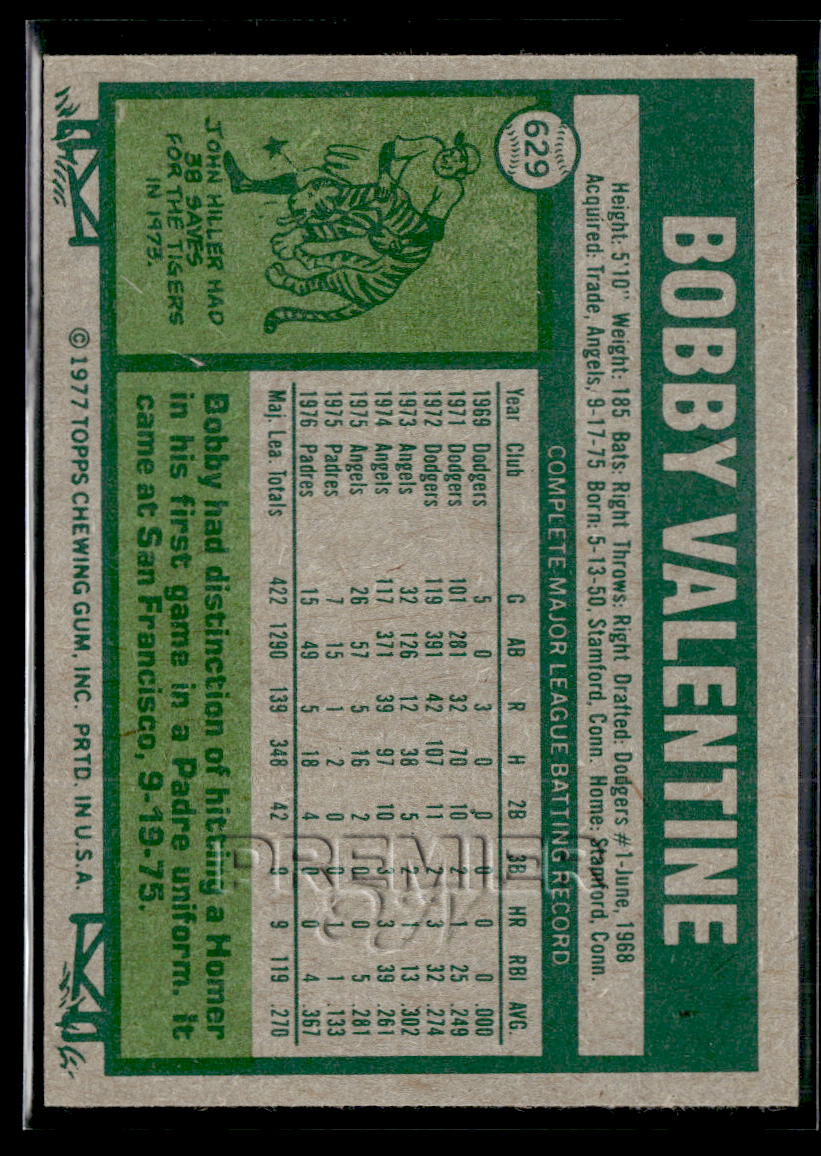 BOBBY VALENTINE
629
Height: 5'10" Weight: 185 Bats: Right Throws: Right Drafted: Dodgers #1-June, 1968
Acquired: Trade, Angels, 9-17-75 Born: 5-13-50, Stamford, Conn. Home: Stamford, Conn.
COMPLETE MAJOR LEAGUE BATTING RECORD
Year Club G AB R H 2B 3B HR RBI AVG.
1969 Dodgers 5 0 3 0 0 0 0 0 .000
1971 Dodgers 101 281 32 70 10 2 1 25 .249
1972 Dodgers 119 391 42 107 11 2 3 32 .274
1973 Angels 32 126 12 38 5 2 1 13 .302
1974 Angels 117 371 39 97 10 3 3 39 .261
1975 Angels 26 57 5 16 2 0 0 5 .281
1975 Padres 7 15 1 2 0 0 1 1 .133
1976 Padres 15 49 5 18 4 0 0 4 .367
Maj. Lea. Totals 422 1290 139 348 42 9 9 119 .270
JOHN HILLER HAD
38 SAVES
FOR THE TIGERS
IN 1973.
Bobby had distinction of hitting a Homer
in his first game in a Padre uniform. It
came at San Francisco, 9-19-75.
©1977 TOPPS CHEWING GUM, INC. PRTD. IN U.S.A.
PREMIER